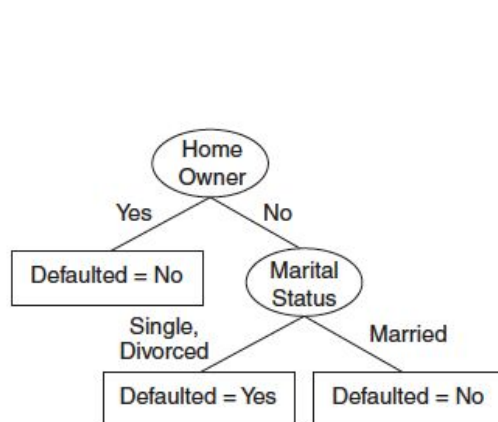 Home
Owner
Yes
No
Defaulted = No
Marital
Status
Single,
Divorced
Married
Defaulted = Yes
Defaulted = No